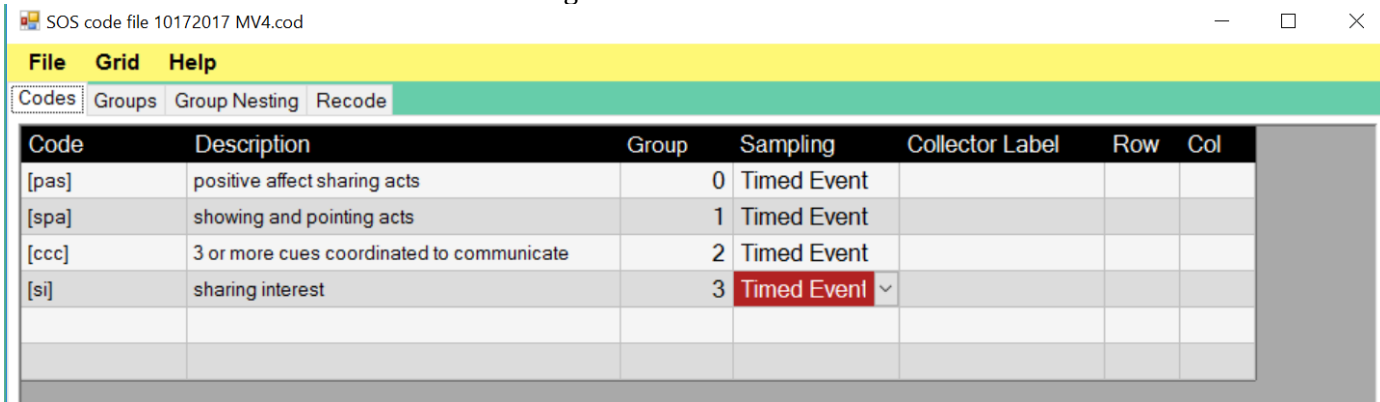 SOS code file 10172017 MV4.cod
File Grid Help
Codes Groups Group Nesting Recode
Code Description Group Sampling Collector Label Row Col
[pas] positive affect sharing acts 0 Timed Event
[spa] showing and pointing acts 1 Timed Event
[ccc] 3 or more cues coordinated to communicate 2 Timed Event
[si] sharing interest 3 Timed Event